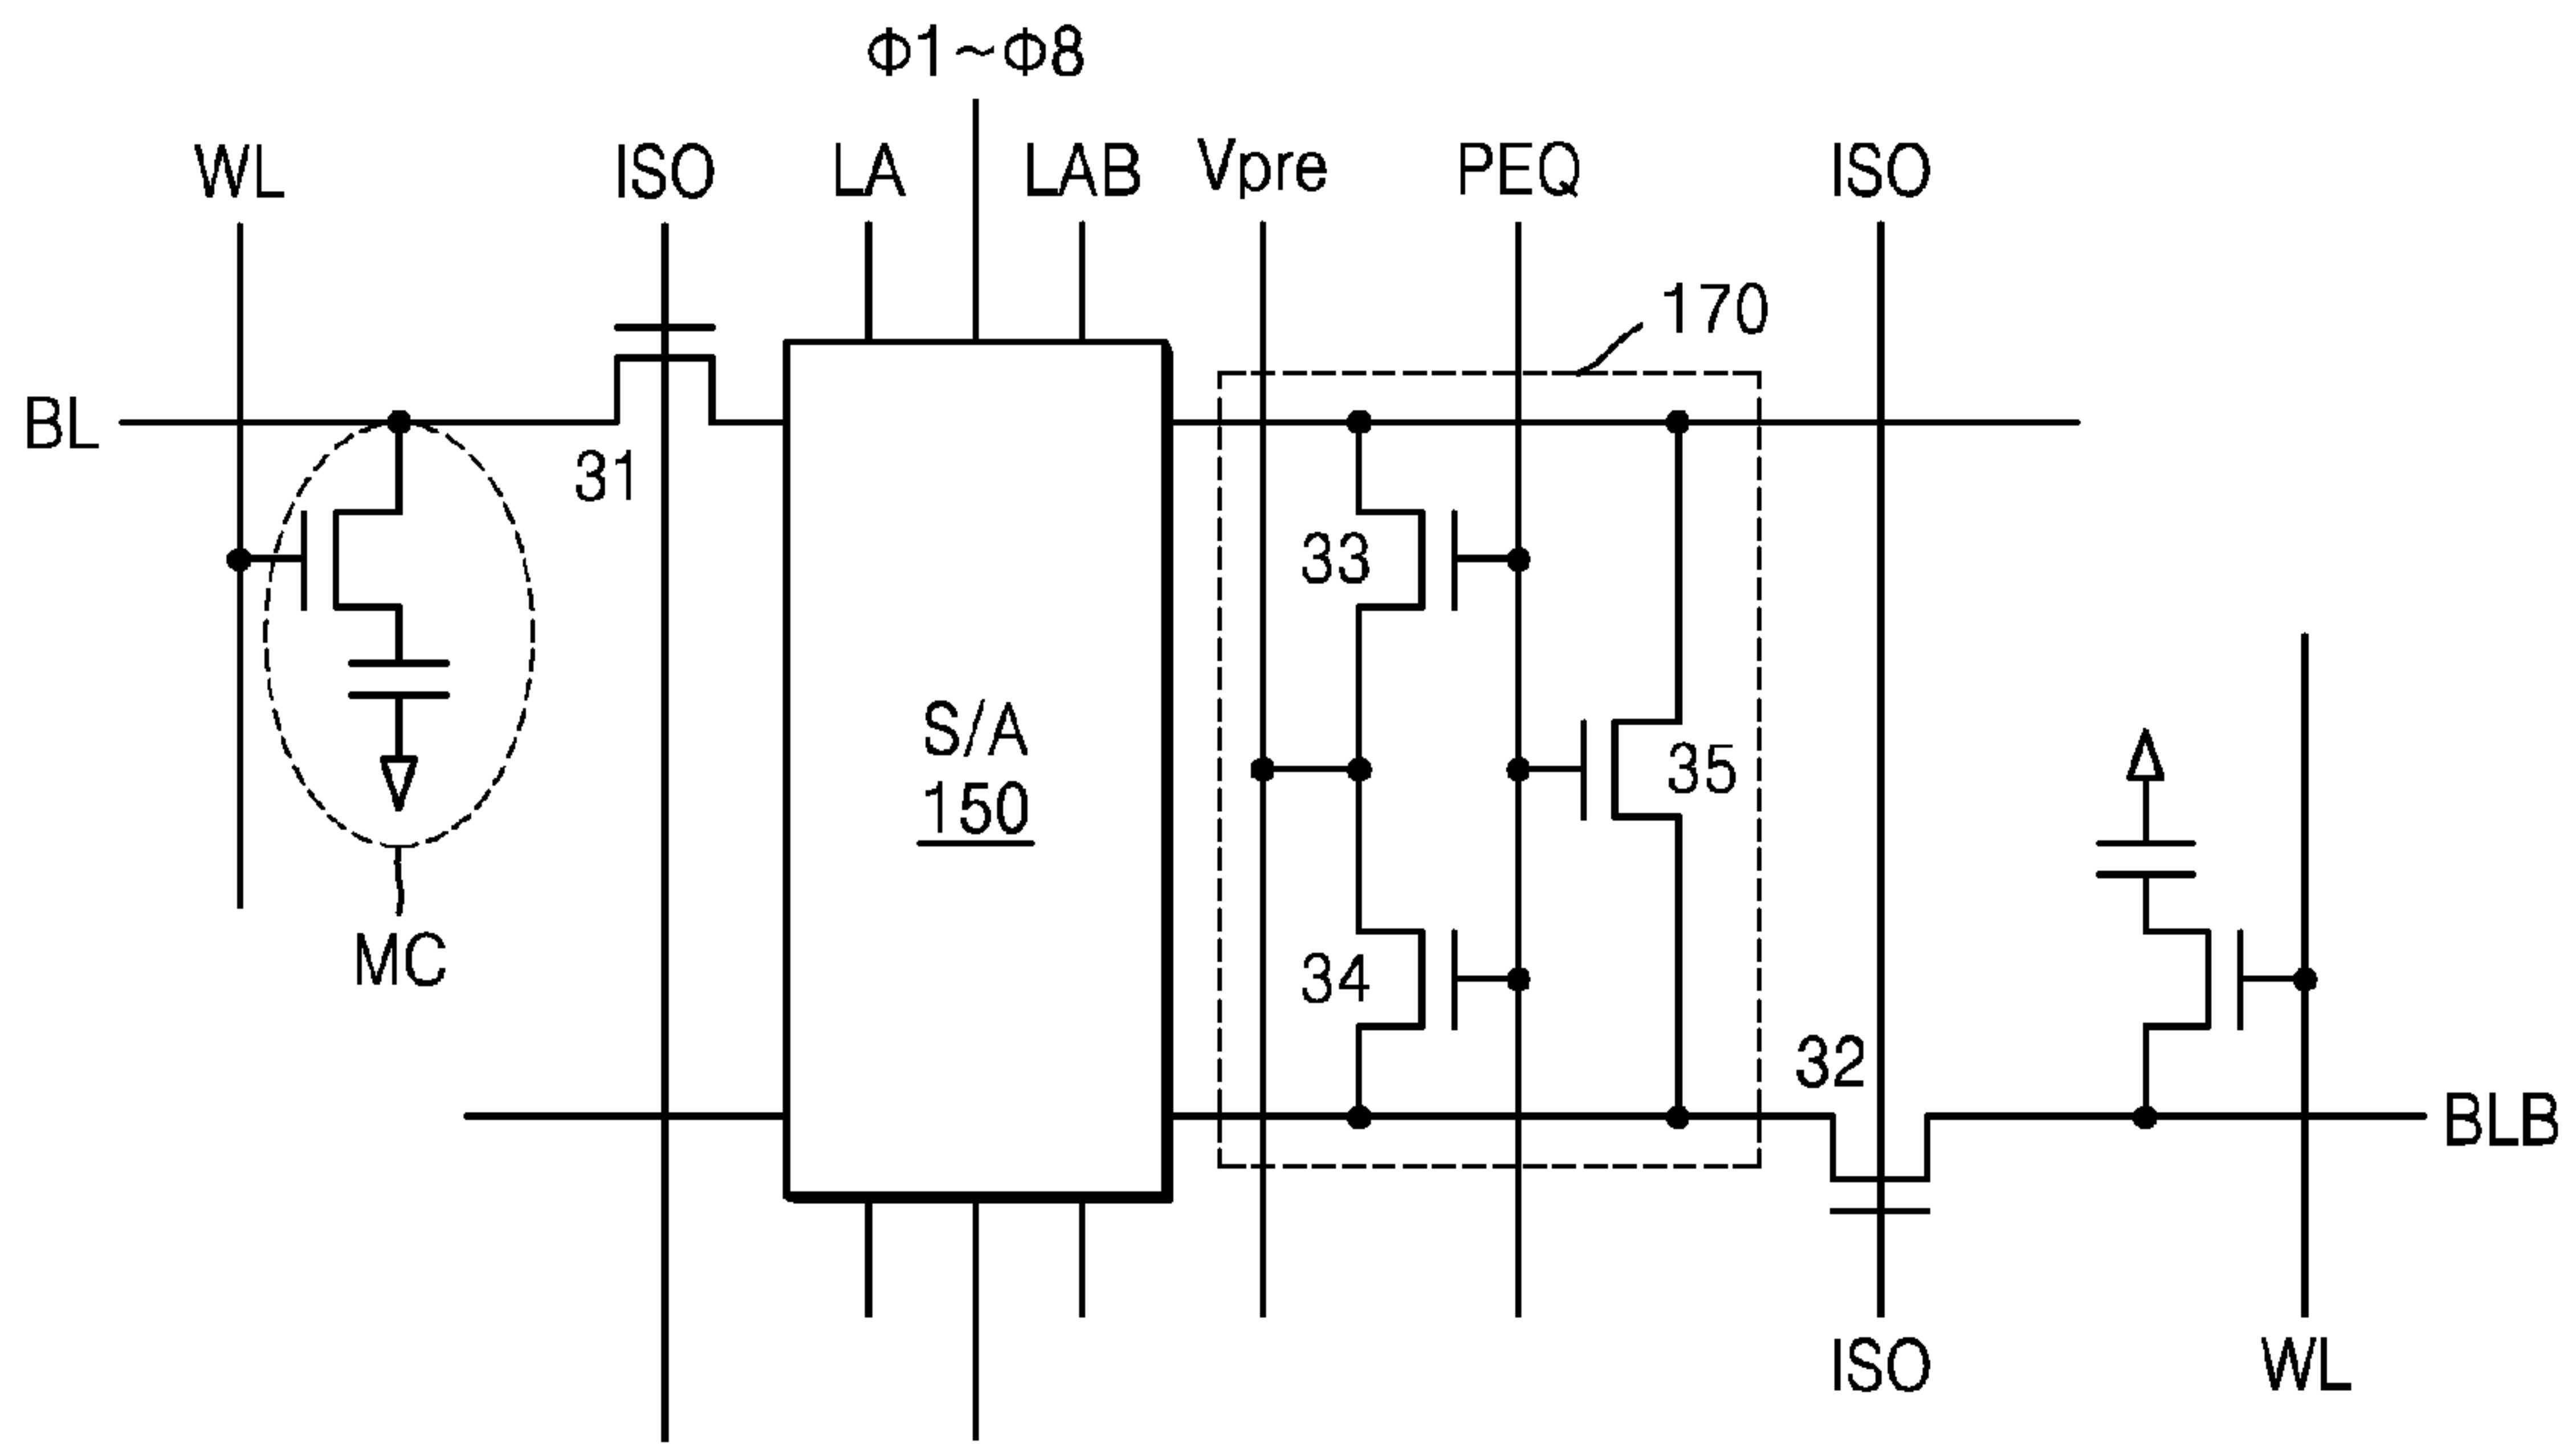 Φ1~Φ8
WL
ISO
LA
LAB
Vpre
PEQ
ISO
170
BL
31
33
S/A
150
35
MC
34
32
BLB
ISO
WL